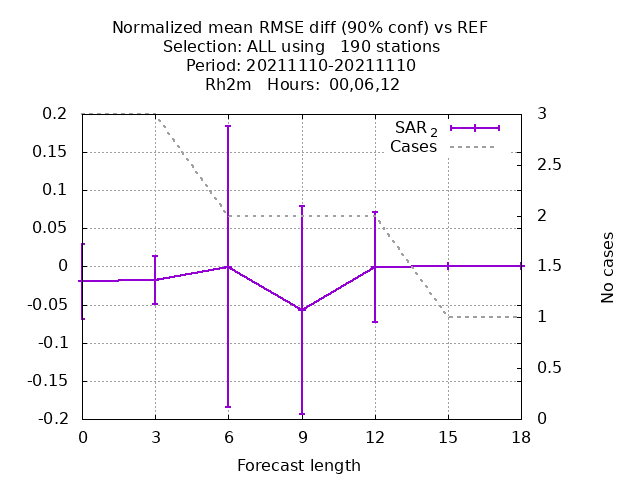 Normalized mean RMSE diff (90% conf) vs REF
Selection: ALL using   190 stations
Period: 20211110-20211110
Rh2m   Hours:  00,06,12
SAR 2
Cases
0.2
0.15
0.1
0.05
0
-0.05
-0.1
-0.15
-0.2
3
2.5
2
1.5
1
0.5
0
No cases
0 3 6 9 12 15 18
Forecast length